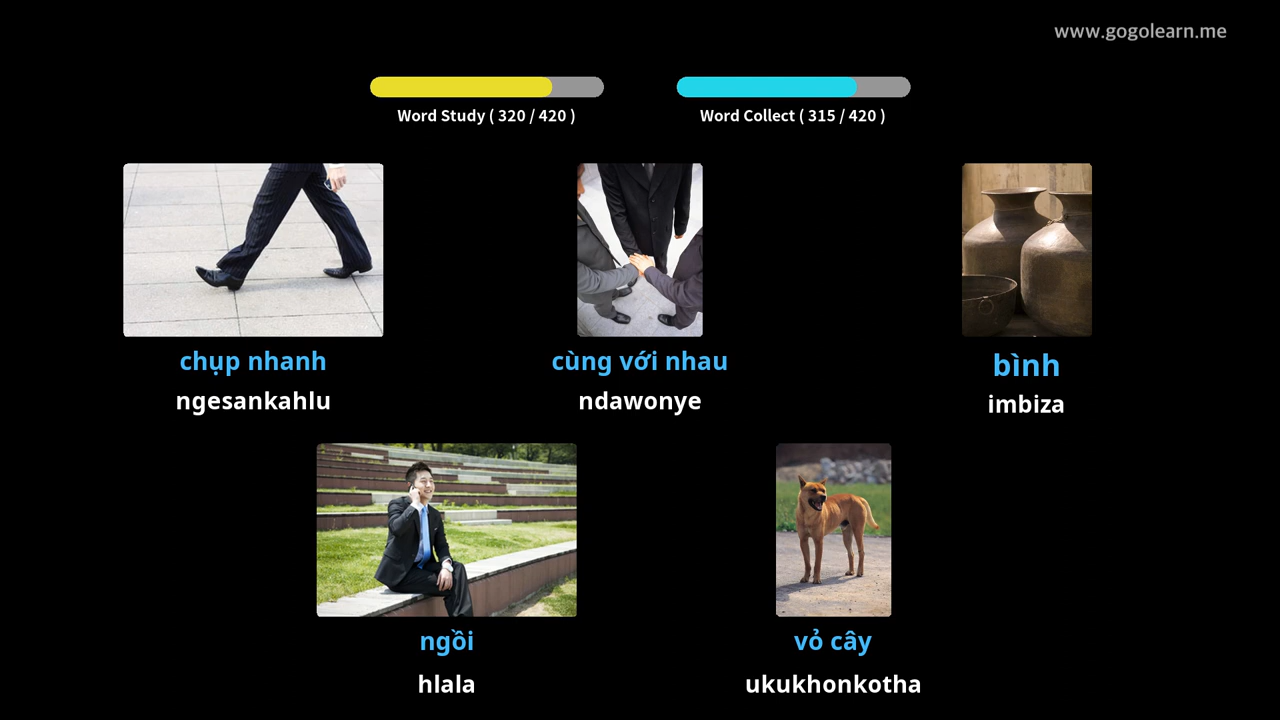 www.gogolearn.me
Word Study ( 320 / 420 )
Word Collect ( 315 / 420 )
chụp nhanh
cùng với nhau
bình
ngesankahlu
ndawonye
imbiza
ngồi
vỏ cây
hlala
ukukhonkotha